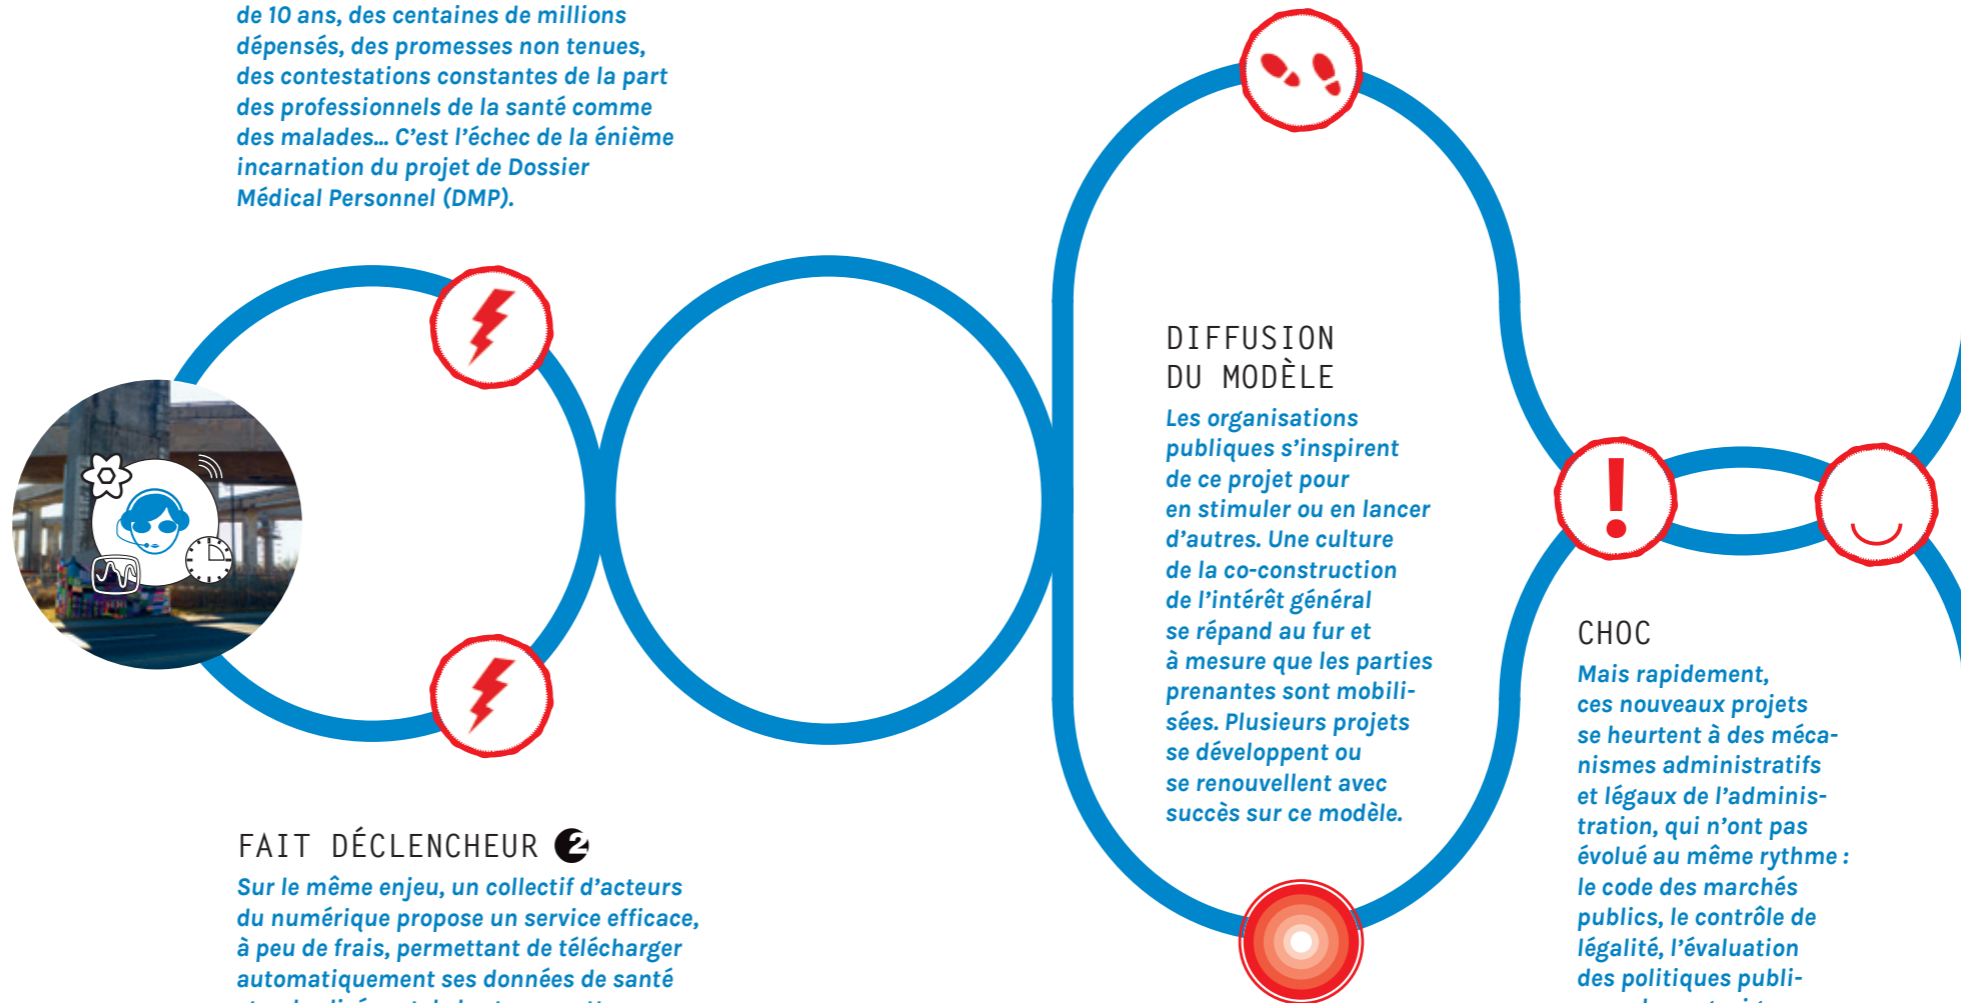 de 10 ans, des centaines de millions
dépensés, des promesses non tenues,
des contestations constantes de la part
des professionnels de la santé comme
des malades... C'est l'échec de la énième
incarnation du projet de Dossier
Médical Personnel (DMP).
FAIT DÉCLENCHEUR 2
Sur le même enjeu, un collectif d'acteurs
du numérique propose un service efficace,
à peu de frais, permettant de télécharger
automatiquement ses données de santé
DIFFUSION
DU MODÈLE
Les organisations
publiques s'inspirent
de ce projet pour
en stimuler ou en lancer
d'autres. Une culture
de la co-construction
de l'intérêt général
se répand au fur et
à mesure que les parties
prenantes sont mobili-
sées. Plusieurs projets
se développent ou
se renouvellent avec
succès sur ce modèle.
CHOC
Mais rapidement,
ces nouveaux projets
se heurtent à des méca-
nismes administratifs
et légaux de l'adminis-
tration, qui n'ont pas
évolué au même rythme :
le code des marchés
publics, le contrôle de
légalité, l'évaluation
des politiques publi-